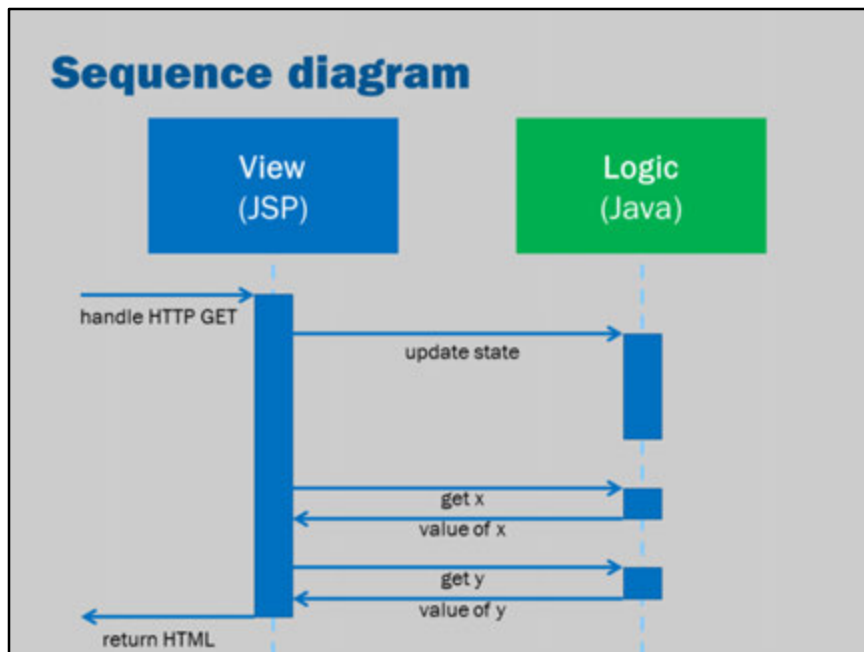 Sequence diagram
View
(JSP)
Logic
(Java)
handle HTTP GET
update state
get x
value of x
get y
value of y
return HTML